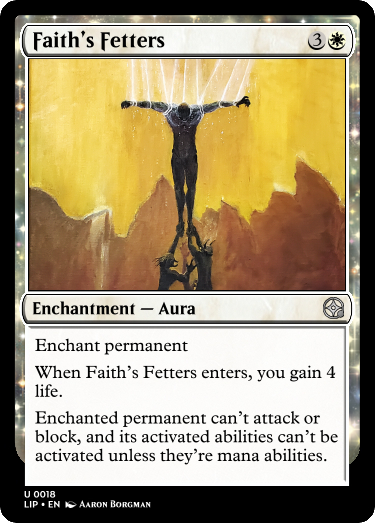 Faith's Fetters 3
Enchantment — Aura
Enchant permanent
When Faith's Fetters enters, you gain 4
life.
Enchanted permanent can't attack or
block, and its activated abilities can't be
activated unless they're mana abilities.
U 0018
LIP • EN AARON BORGMAN